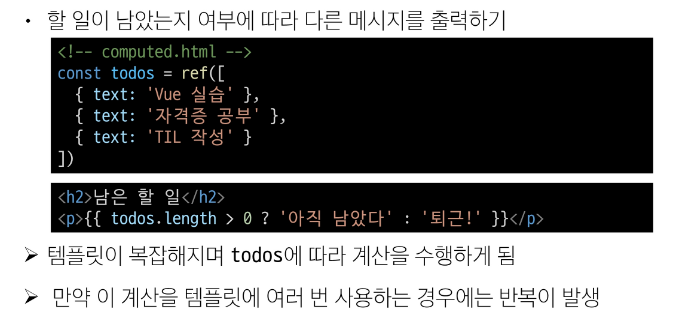 • 할 일이 남았는지 여부에 따라 다른 메시지를 출력하기
<!-- computed.html -->
const todos = ref([
  { text: 'Vue 실습' },
  { text: '자격증 공부' },
  { text: 'TIL 작성' }
])
<h2>남은 할 일</h2>
<p>{{ todos.length > 0 ? '아직 남았다' : '퇴근!' }}</p>
➢ 템플릿이 복잡해지며 todos에 따라 계산을 수행하게 됨
➢ 만약 이 계산을 템플릿에 여러 번 사용하는 경우에는 반복이 발생